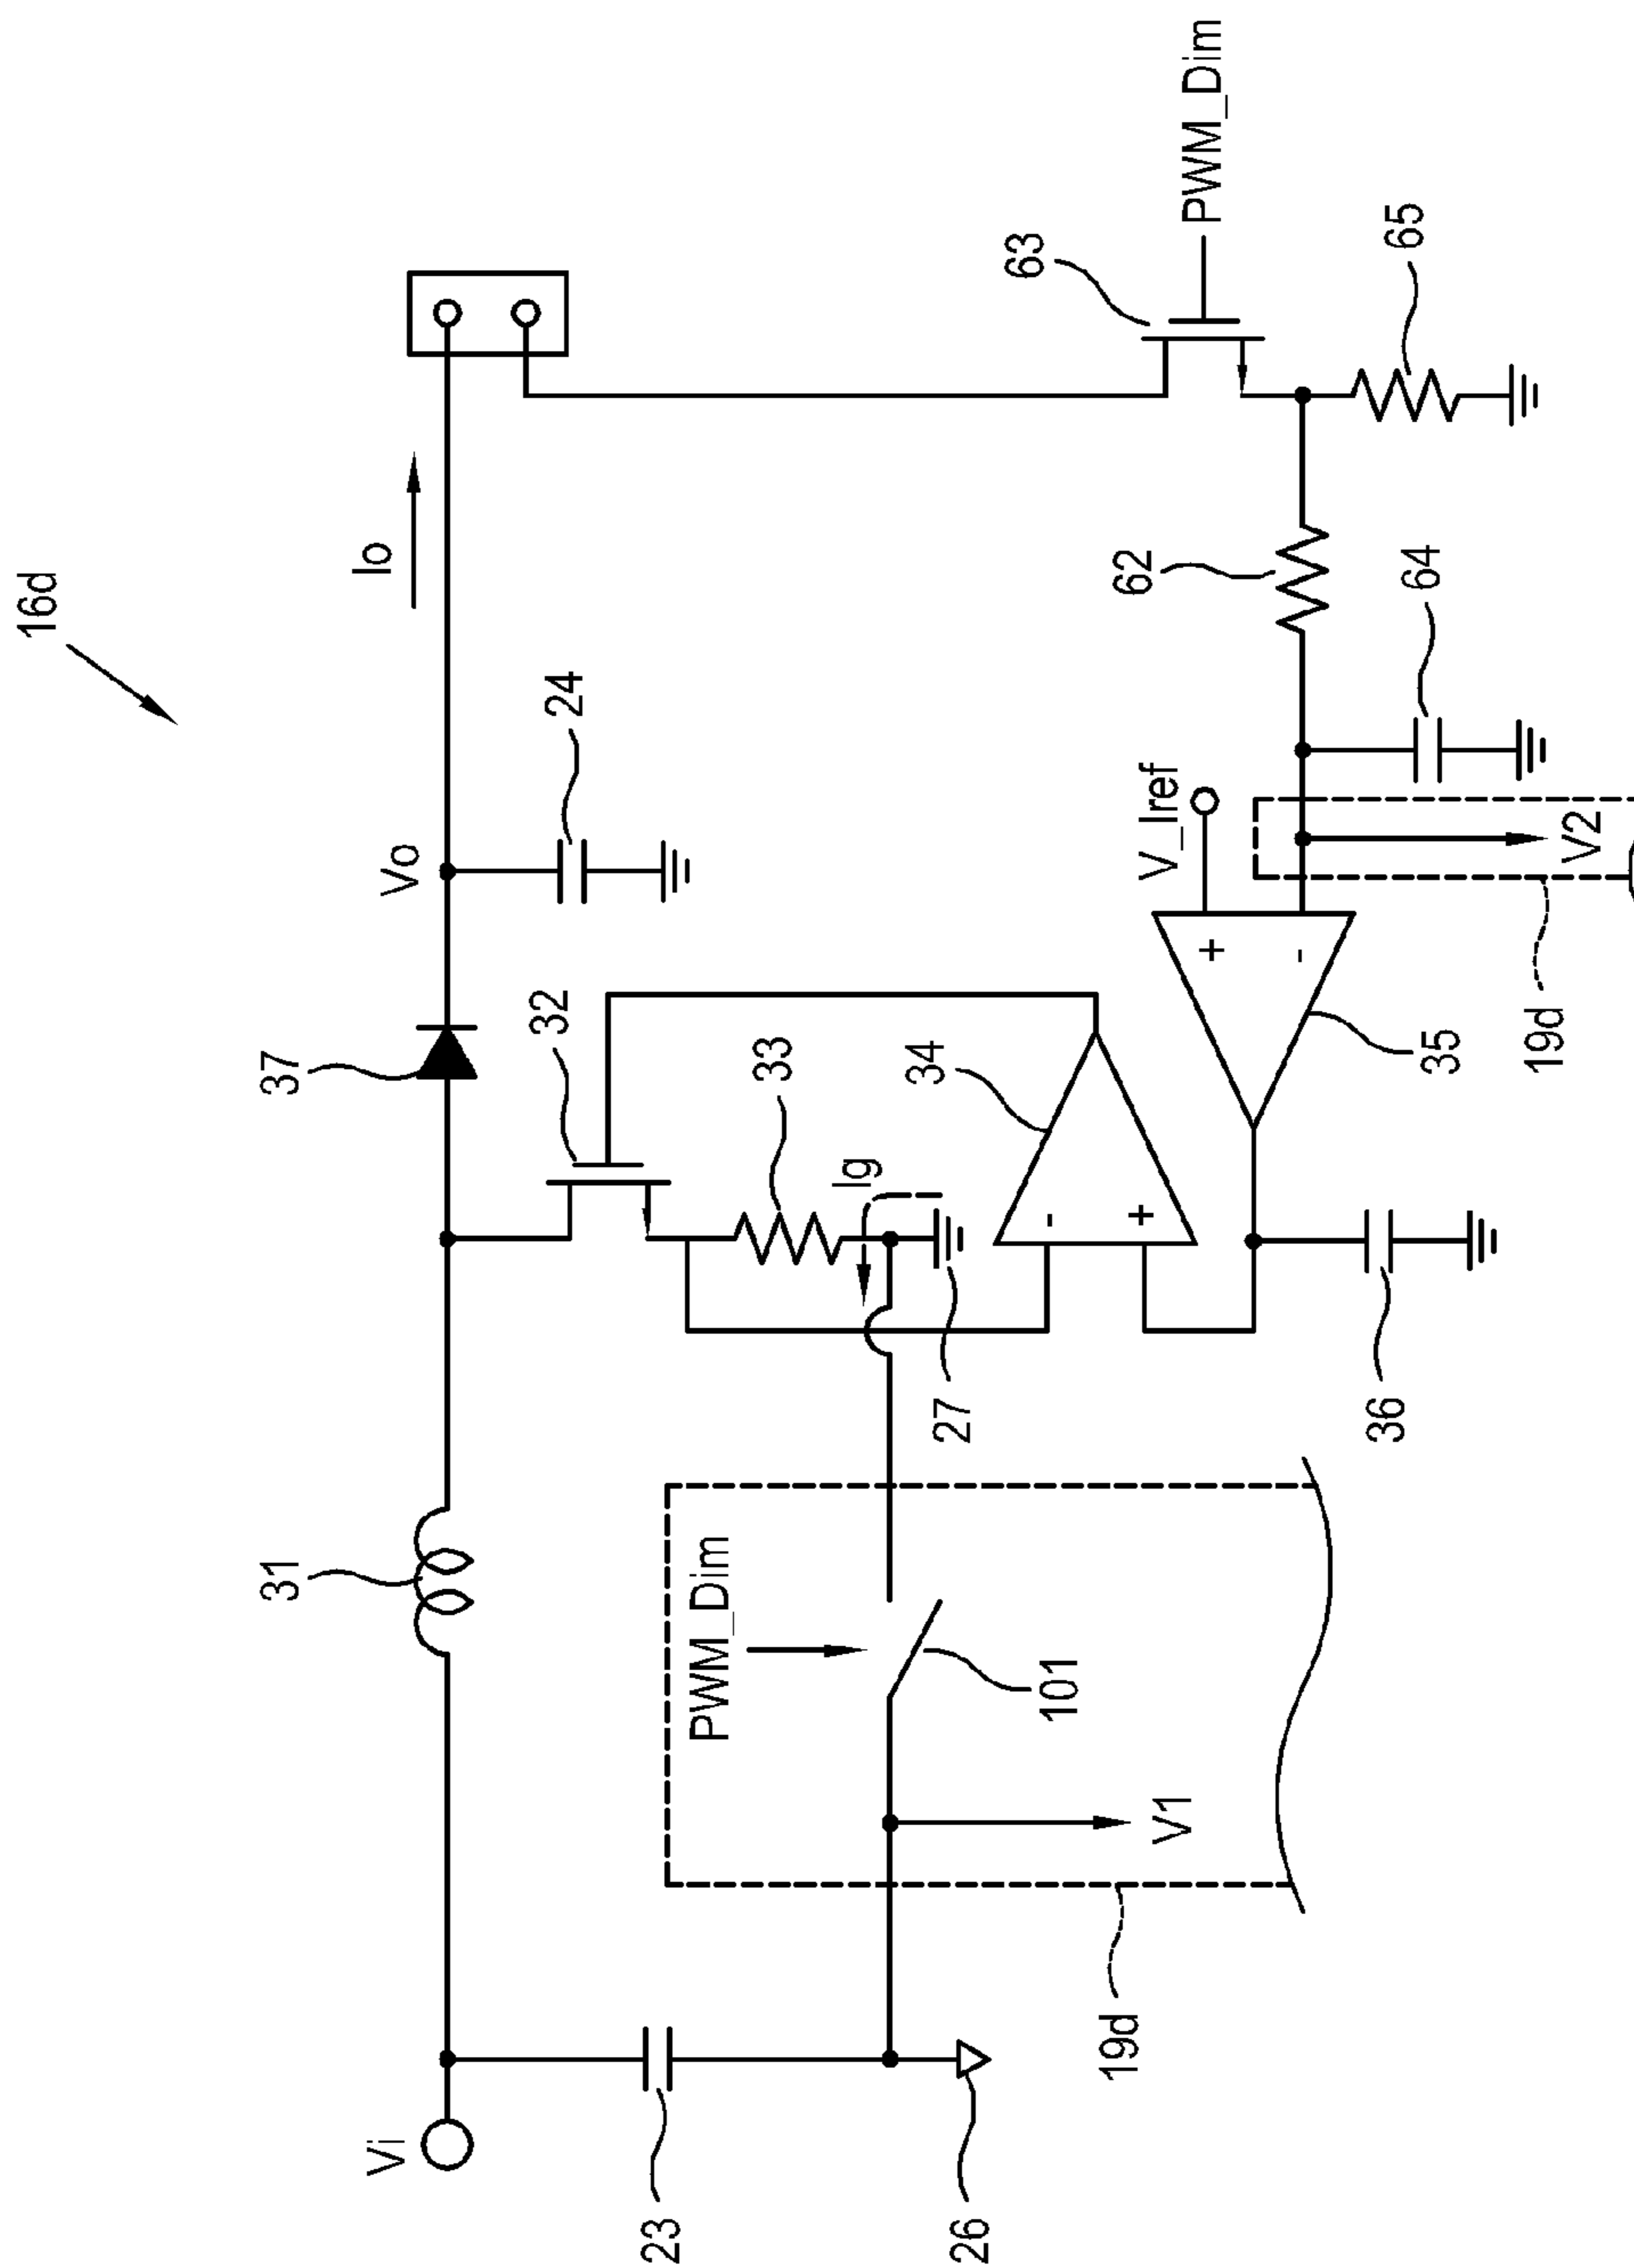 16d
Io
Vo
37
31
Vi
24
32
33
Ig
27
23
26
PWM_Dim
101
V1
19d
34
+
-
36
35
+
-
V_Iref
V2
19d
64
62
63
PWM_Dim
65